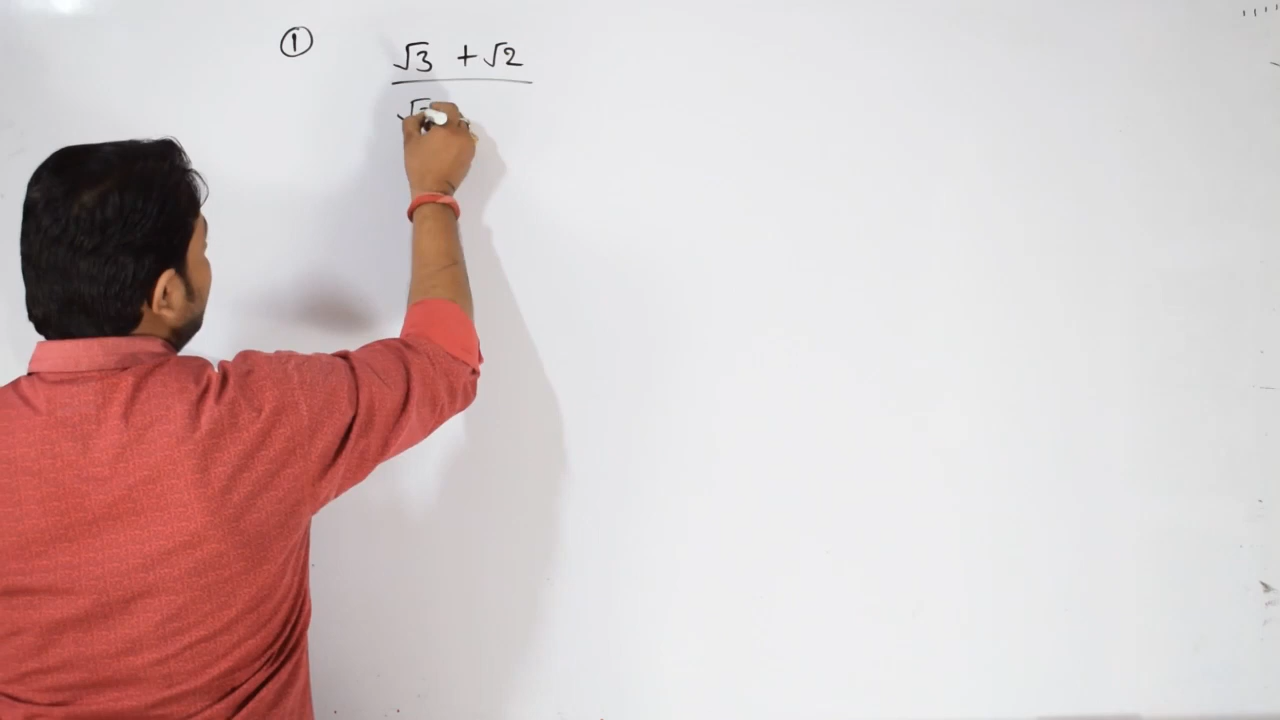 ① √3 + √2
√